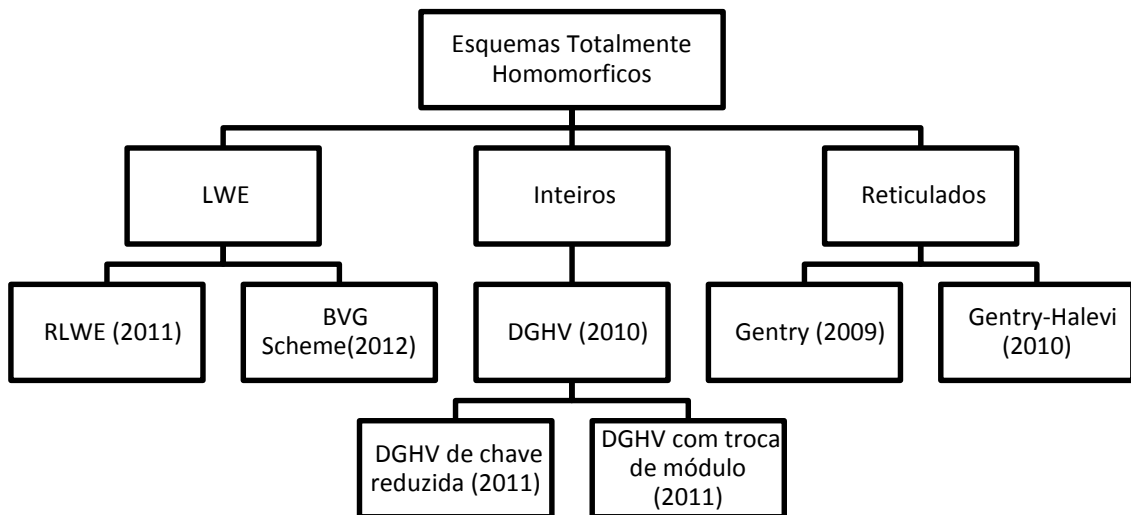 Esquemas Totalmente
Homomorficos
LWE
Inteiros
Reticulados
RLWE (2011)
BVG
Scheme(2012)
DGHV (2010)
Gentry (2009)
Gentry-Halevi
(2010)
DGHV de chave
reduzida (2011)
DGHV com troca
de módulo
(2011)